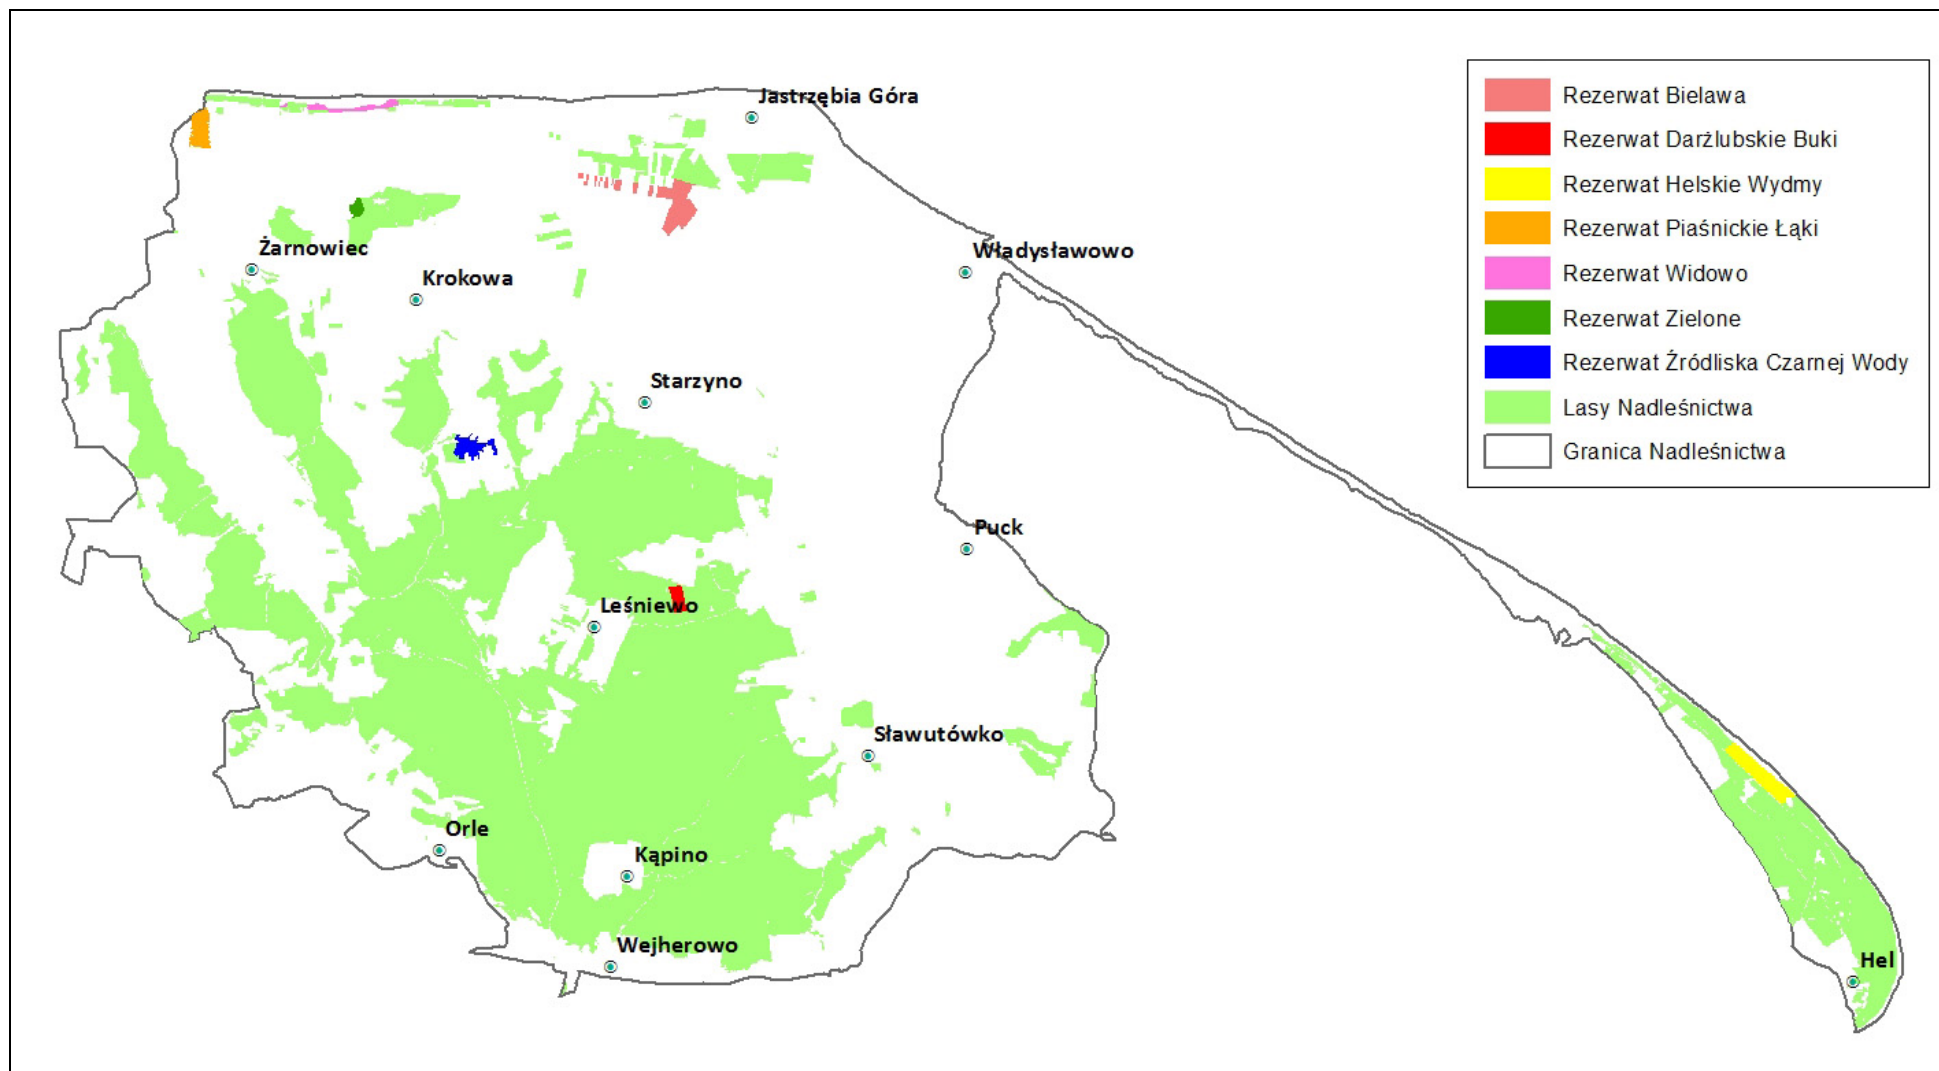 Jastrzębia Góra
Żarnowiec
Krokowa
Władysławowo
Starzyno
Puck
Leśniewo
Sławutówko
Orle
Kąpino
Wejherowo
Hel
Rezerwat Bielawa
Rezerwat Darżlubskie Buki
Rezerwat Helskie Wydmy
Rezerwat Piaśnickie Łąki
Rezerwat Widowo
Rezerwat Zielone
Rezerwat Źródliska Czarnej Wody
Lasy Nadleśnictwa
Granica Nadleśnictwa